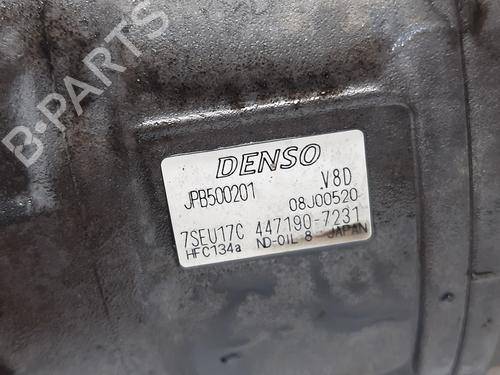 B-PARTS
DENSO
JPB500201 V8D
08J00520
7SEU17C 447190-7231
HFC134a ND-OIL 8 JAPAN